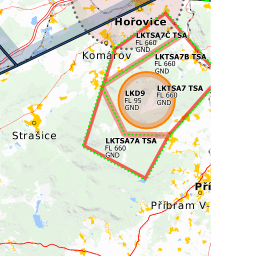 Hořovice
LKTSA7C TSA
FL 660
GND
Komárov
LKTSA7B TSA
FL 660
GND
LKD9
FL 95
GND
LKTSA7 TSA
FL 660
GND
Strašice
LKTSA7A TSA
FL 660
GND
Pří
Příbram V-